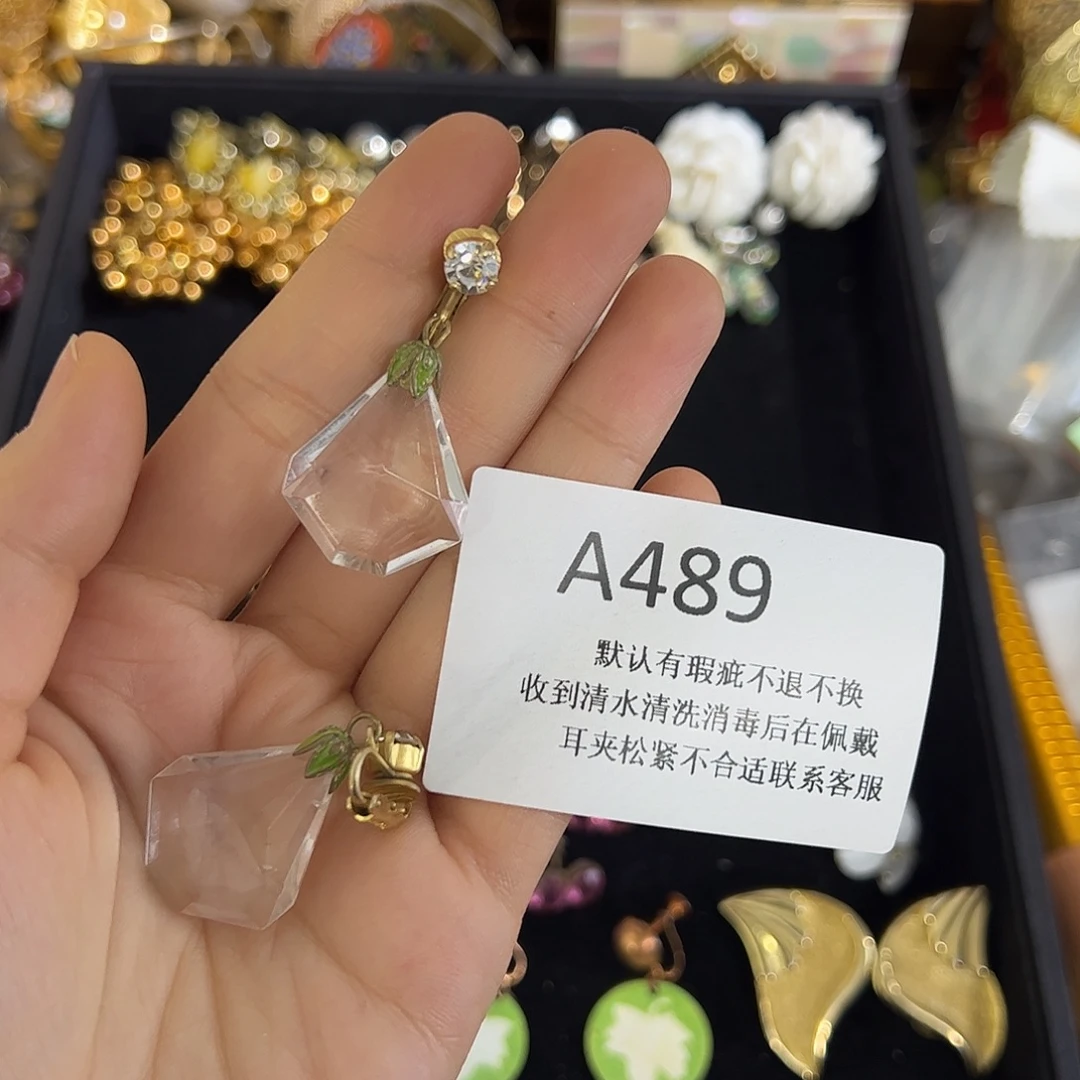 A489
默认有瑕疵不退不换
收到清水清洗消毒后在佩戴
耳夹松紧不合适联系客服